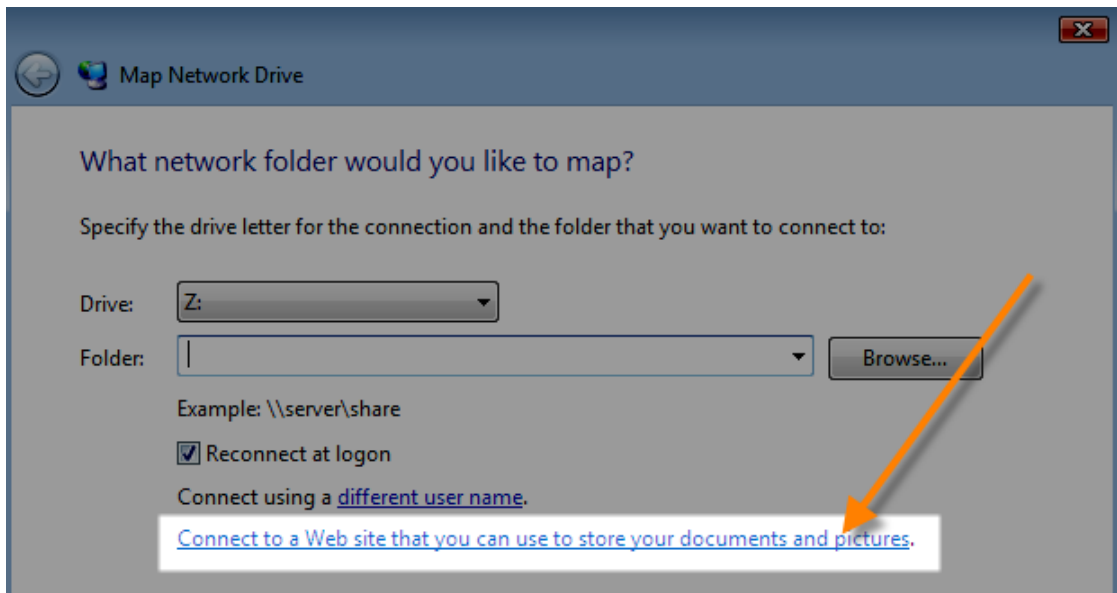 Map Network Drive
What network folder would you like to map?
Specify the drive letter for the connection and the folder that you want to connect to:
Drive: Z:
Folder: Browse...
Example: \\server\share
Reconnect at logon
Connect using a different user name.
Connect to a Web site that you can use to store your documents and pictures.